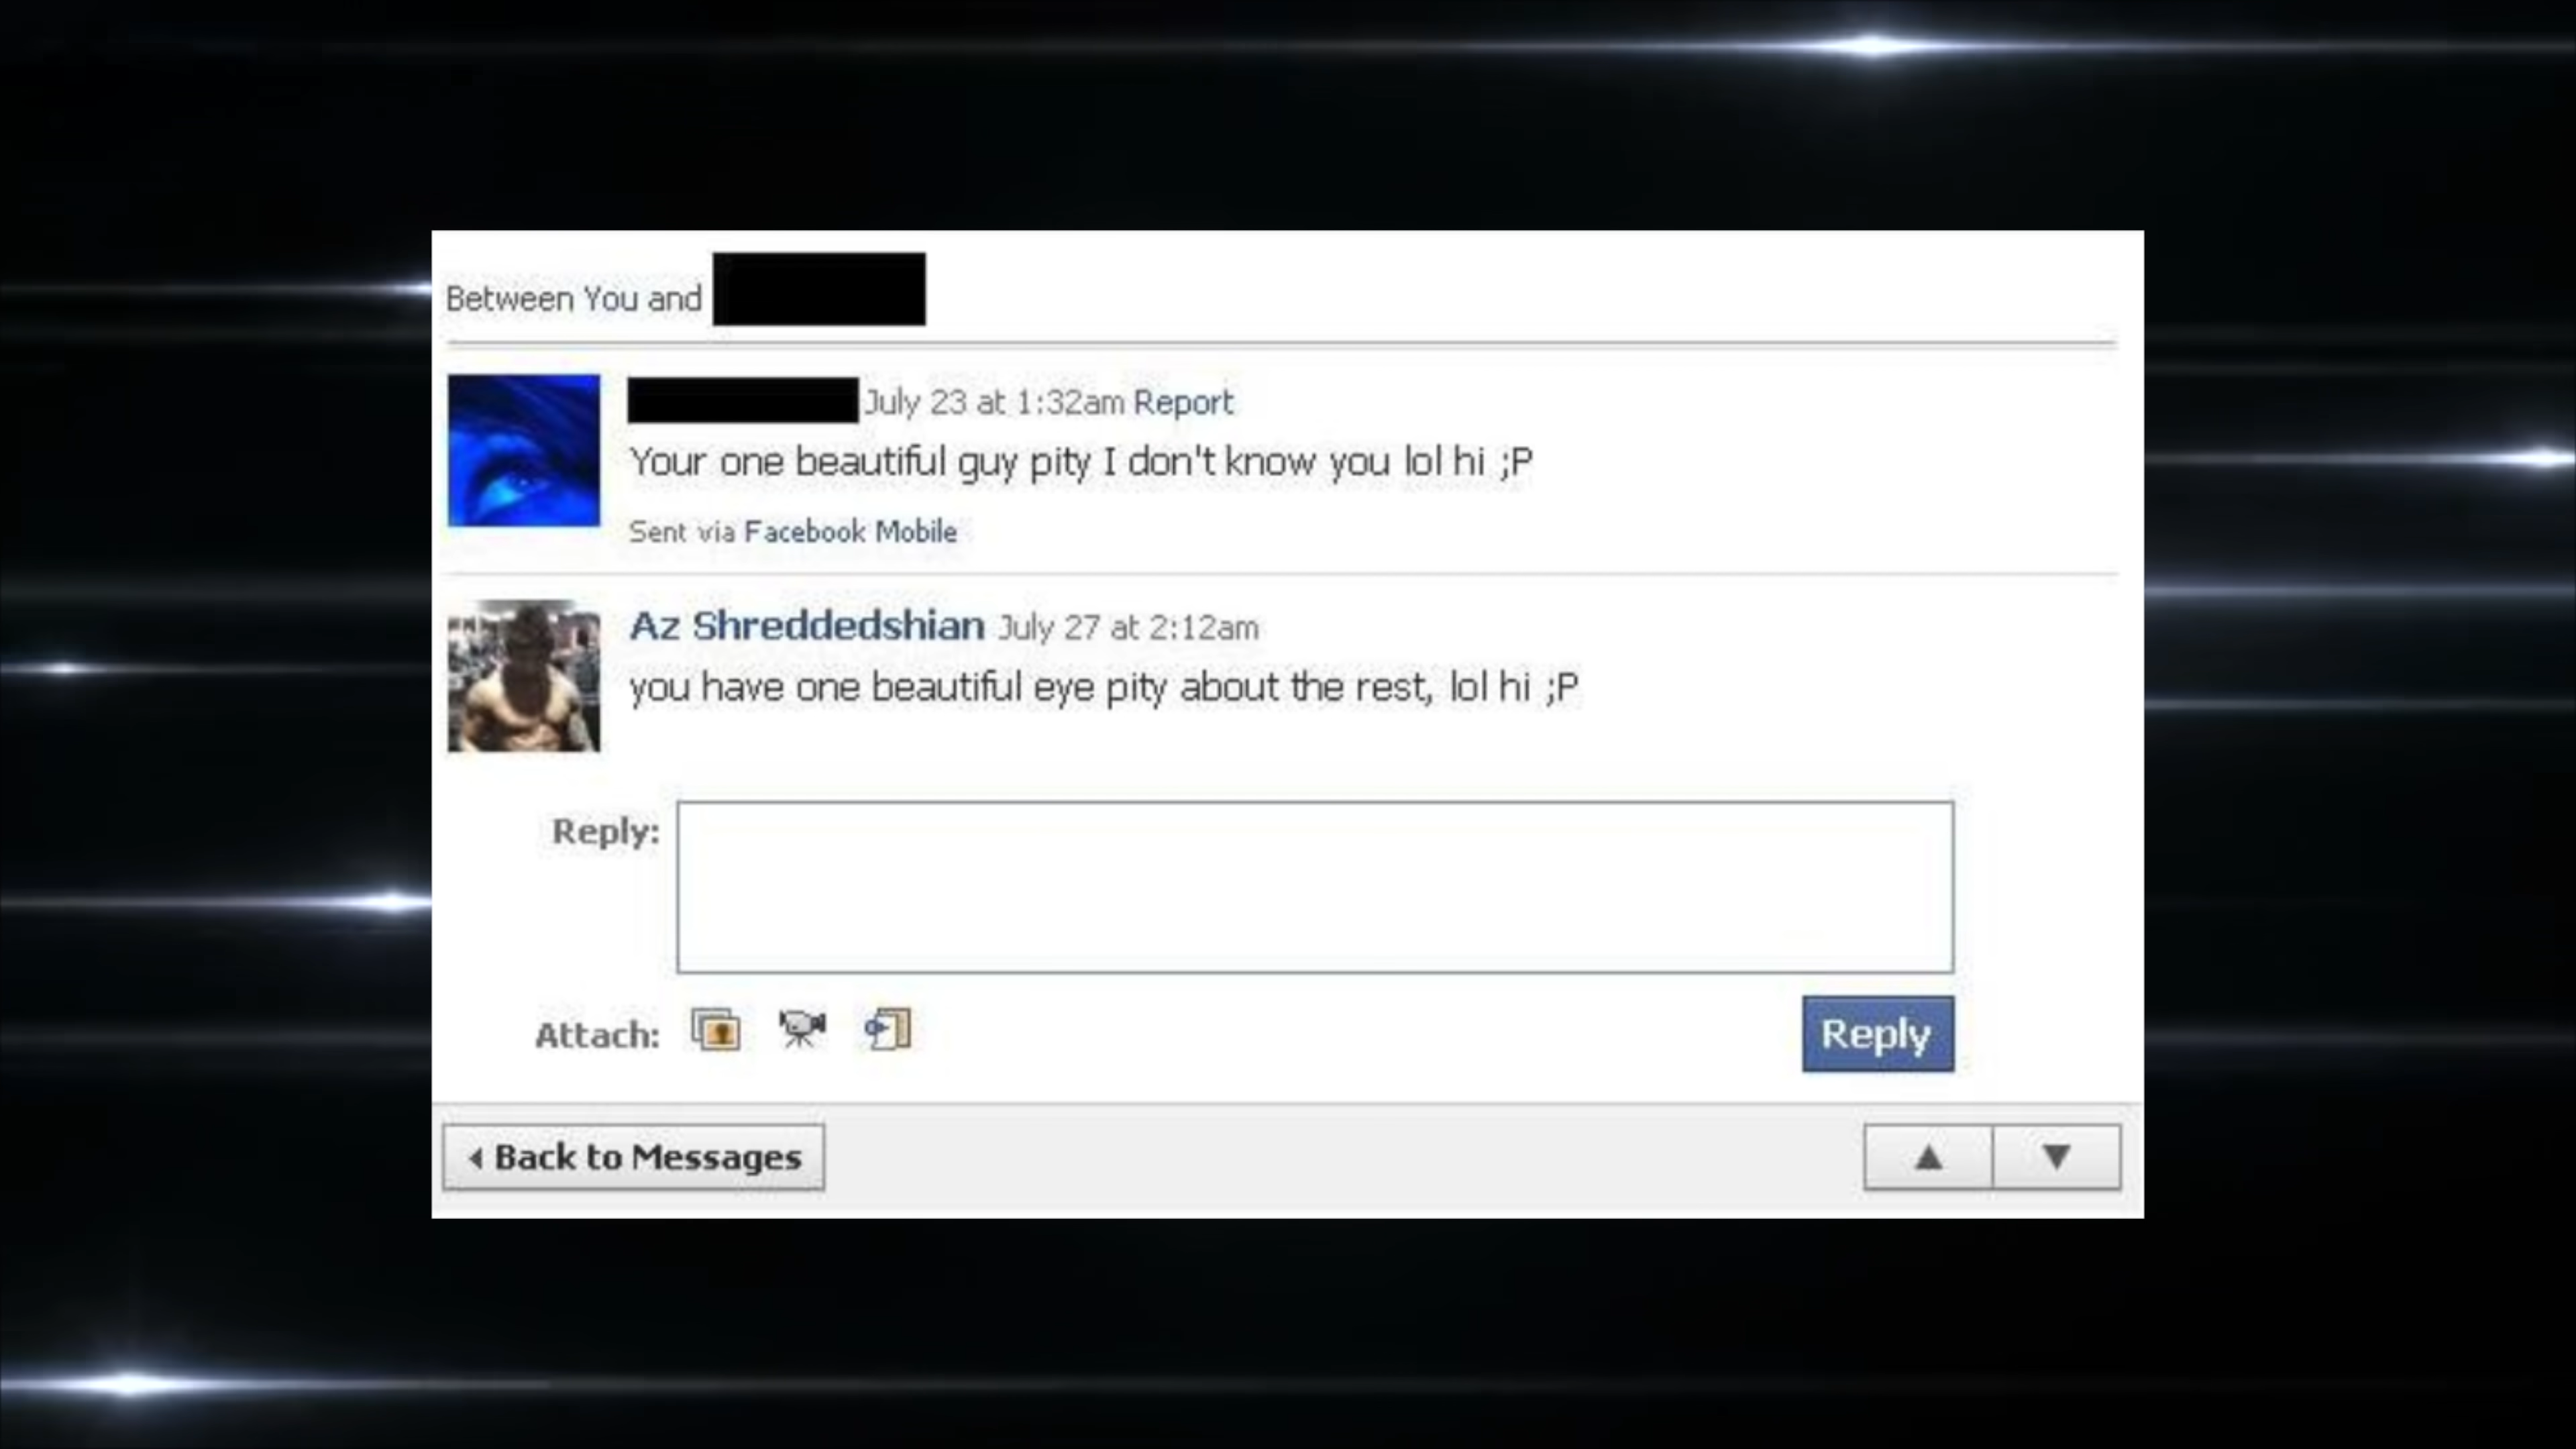 Between You and
July 23 at 1:32am Report
Your one beautiful guy pity I don't know you lol hi ;P
Sent via Facebook Mobile
Az Shreddedshian July 27 at 2:12am
you have one beautiful eye pity about the rest, lol hi ;P
Reply:
Attach:
Reply
Back to Messages